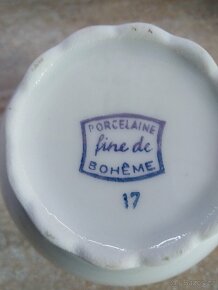 PORCELAINE
fine de
BOHÊME
17